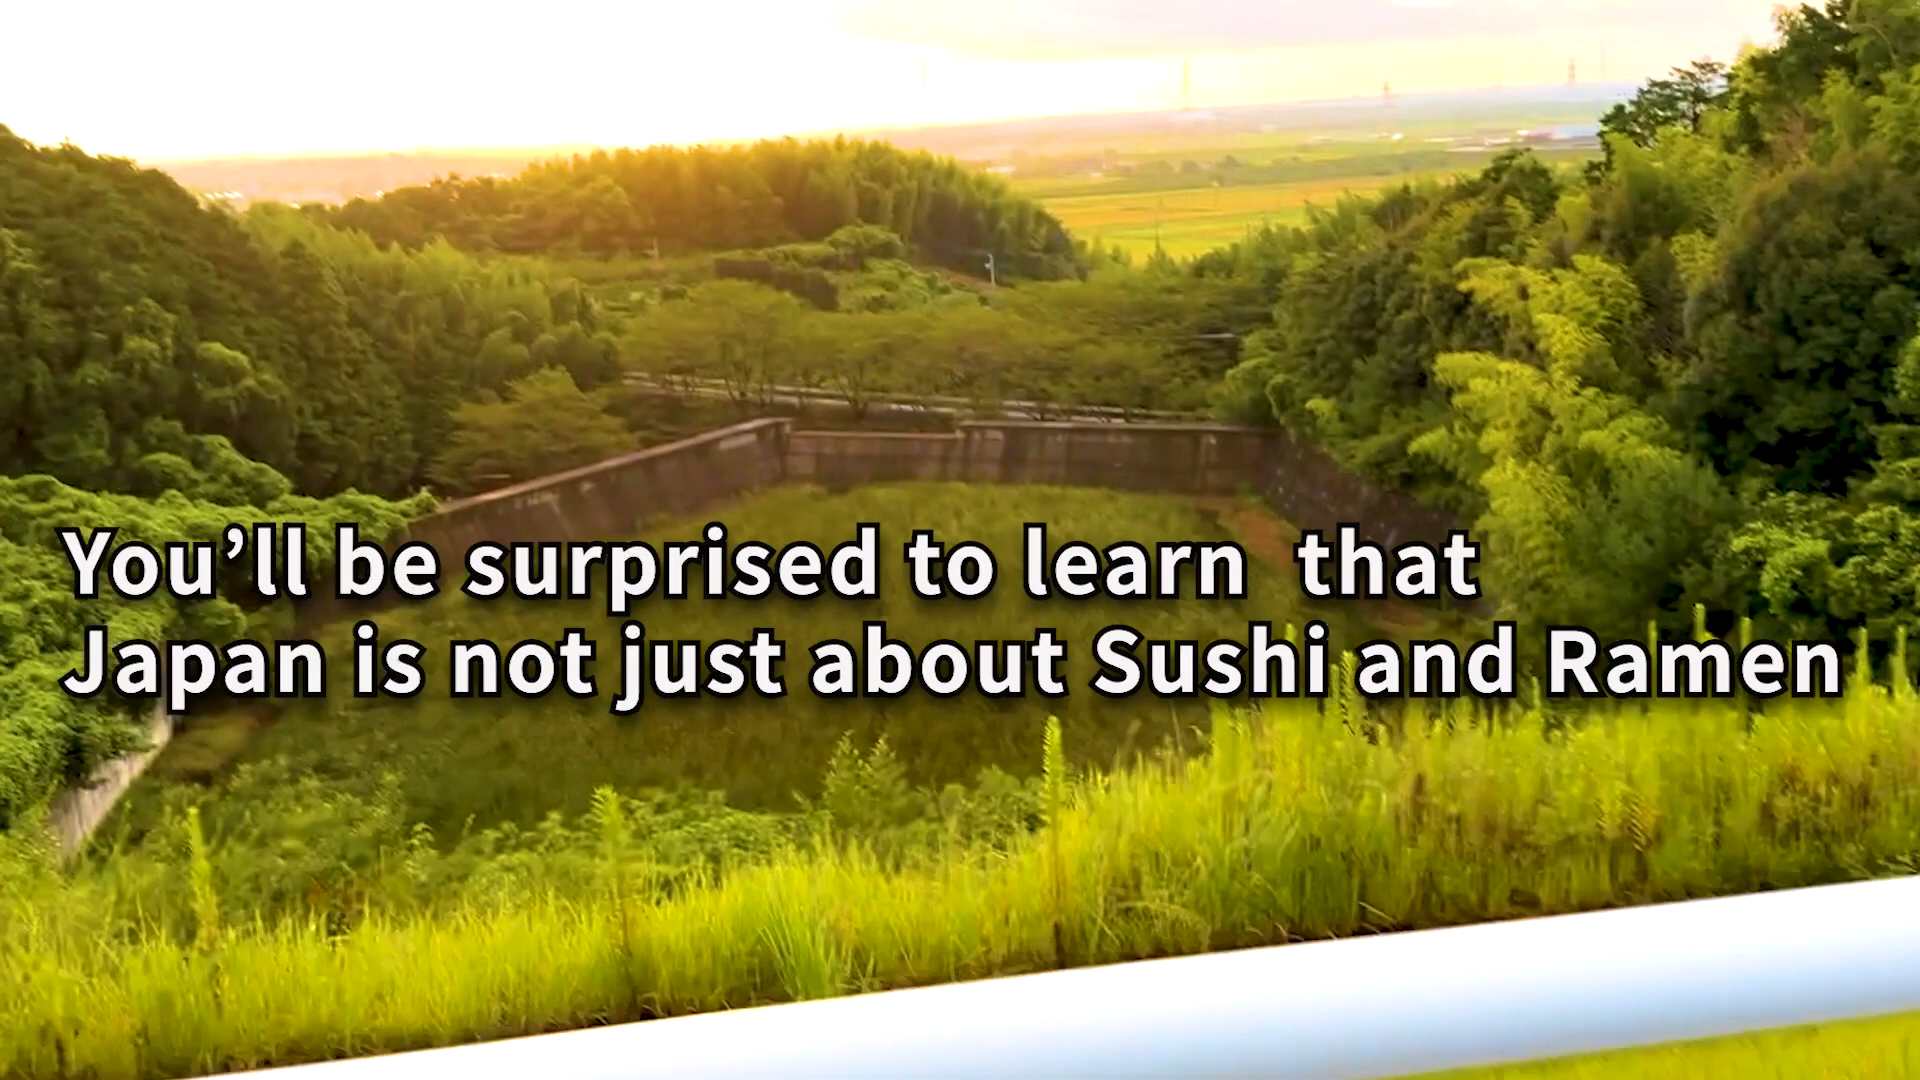 You’ll be surprised to learn  that
Japan is not just about Sushi and Ramen